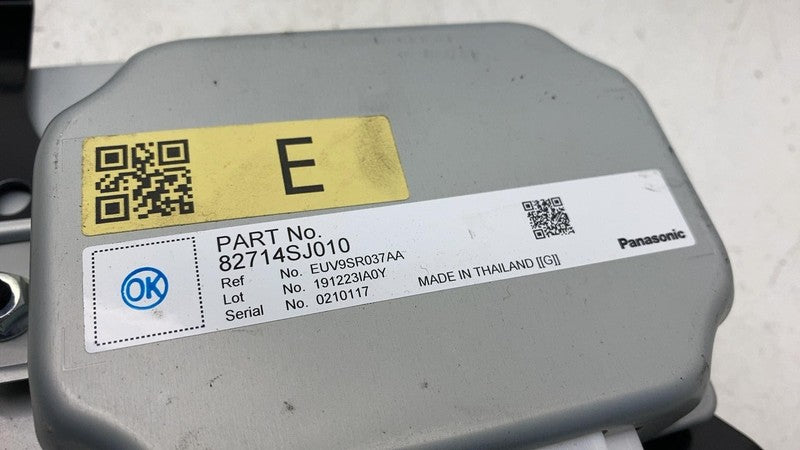 E
PART No.
82714SJ010
Ref No. EUV9SR037AA
Lot No. 191223IA0Y
Serial No. 0210117
MADE IN THAILAND [[G]]
Panasonic
OK